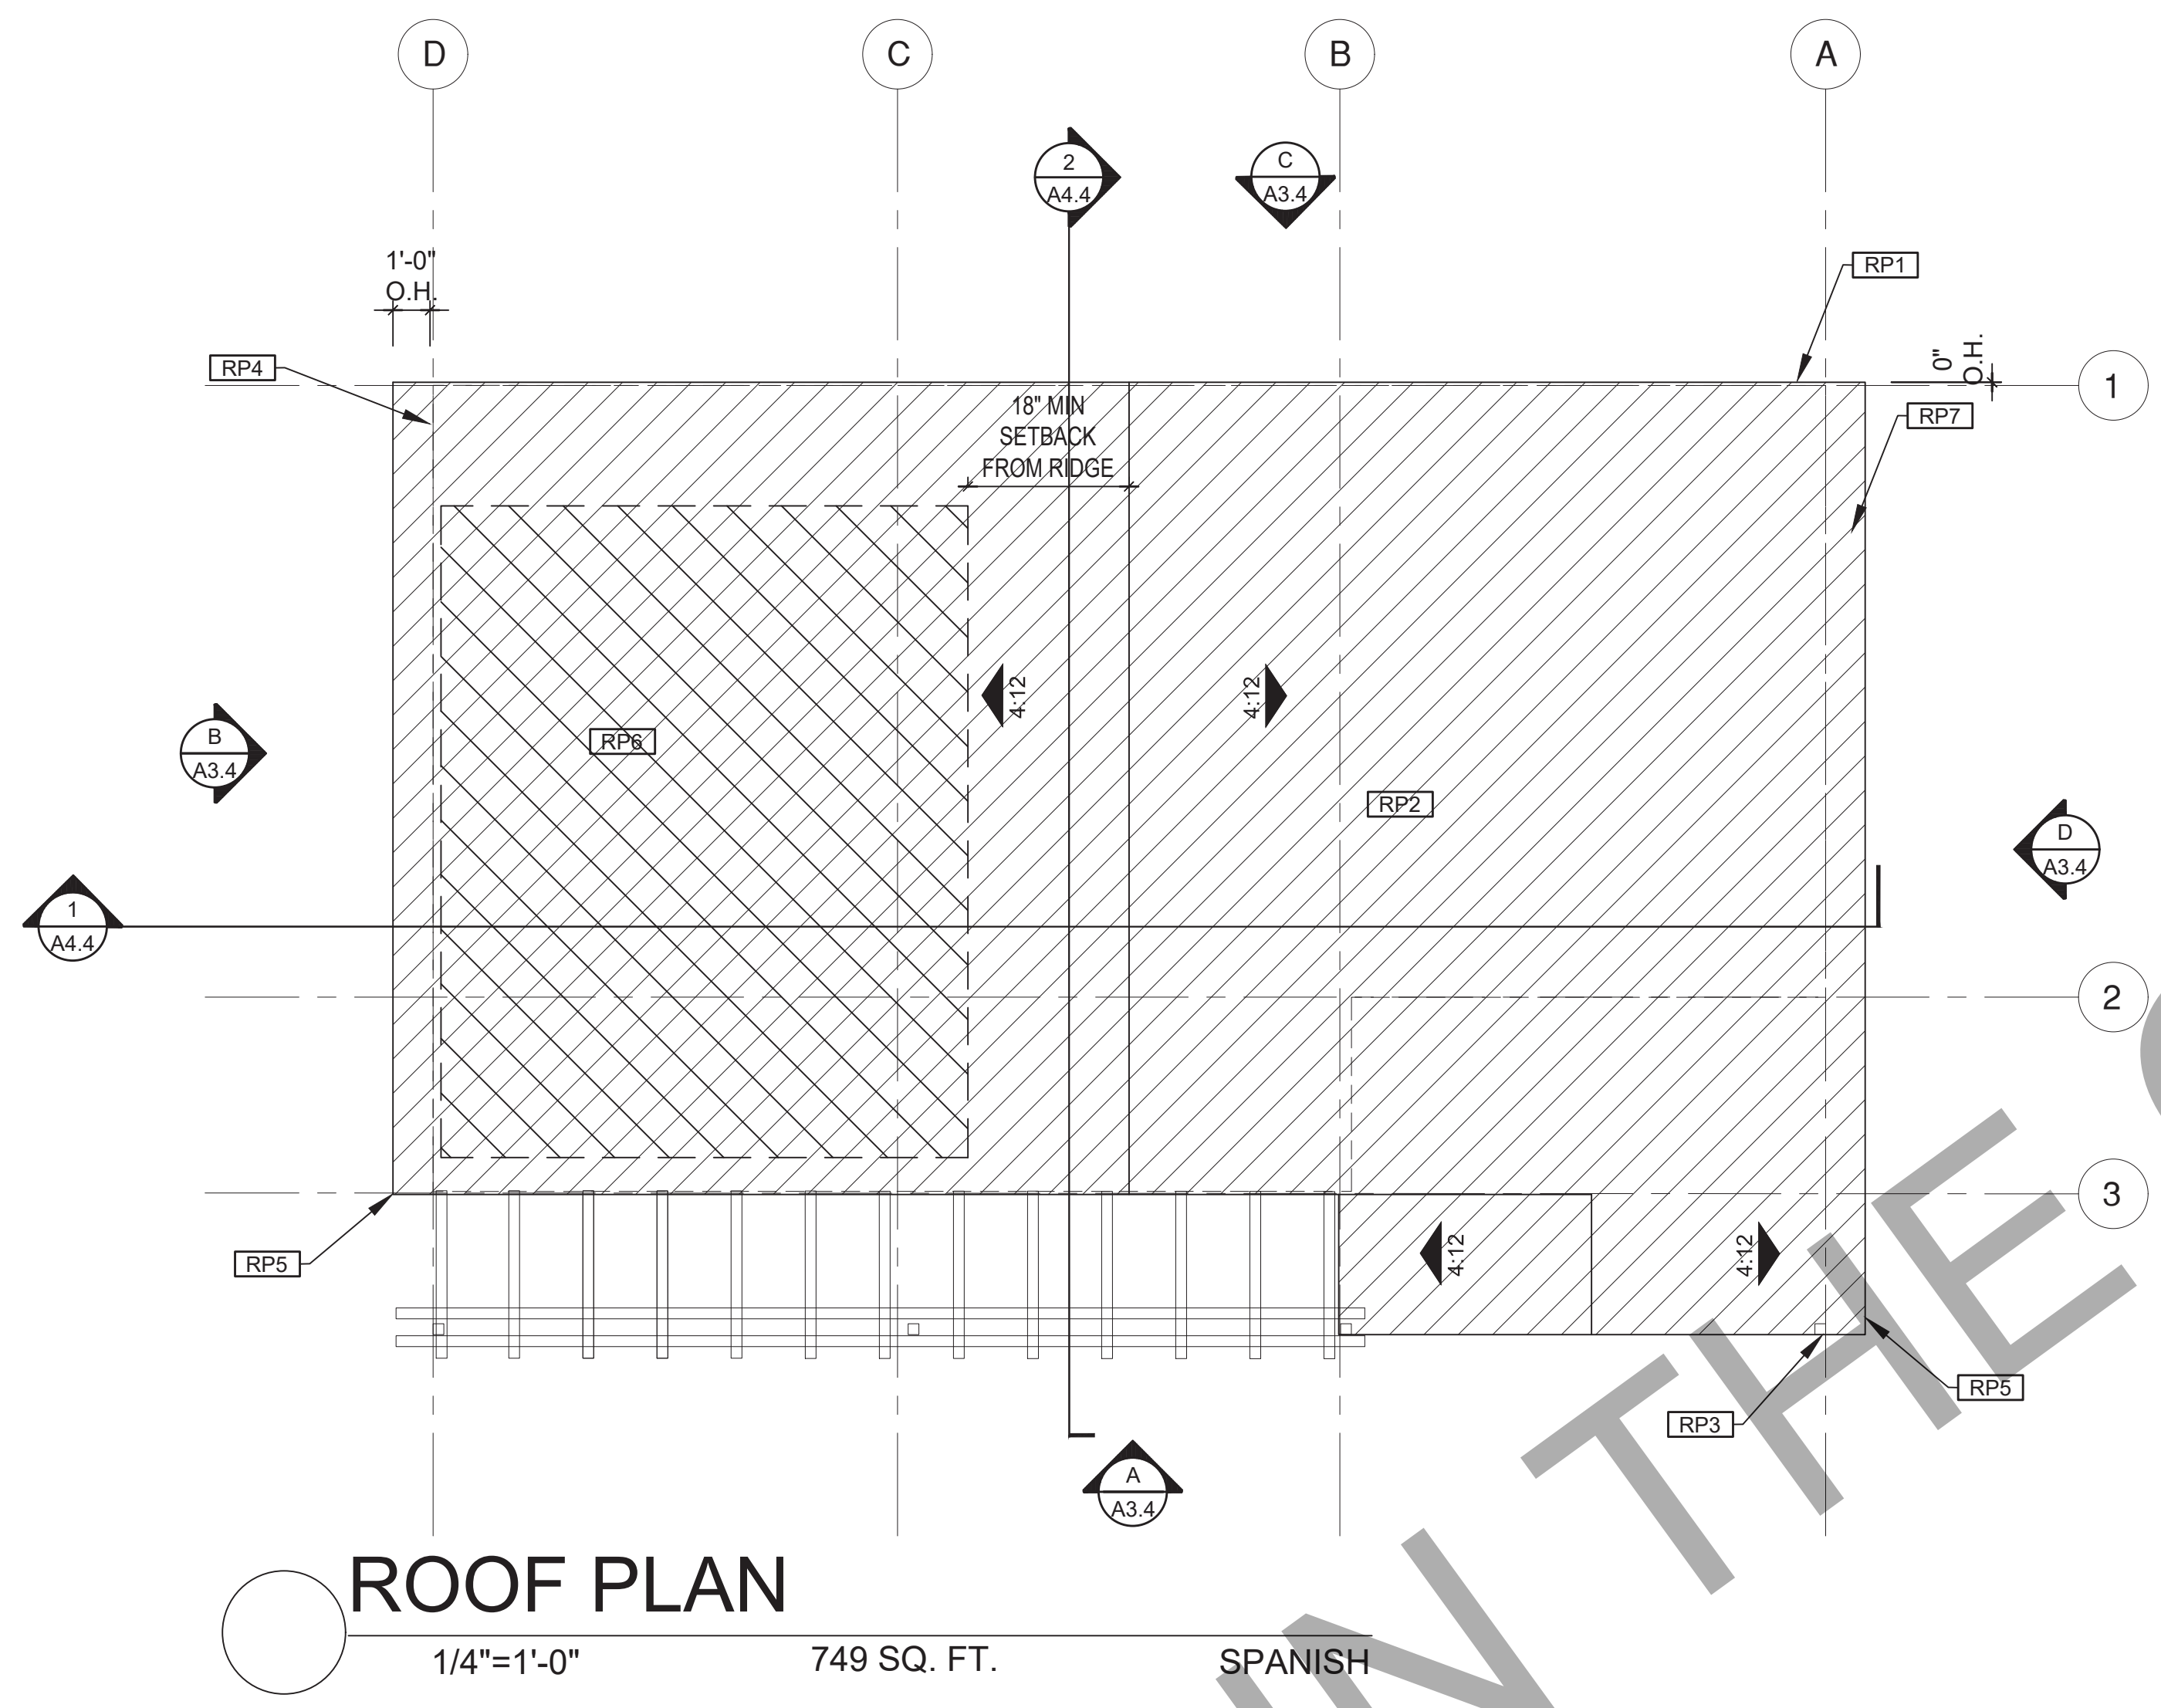 D
C
B
A
2
A4.4
C
A3.4
1'-0"
O.H.
RP1
0"
O.H.
RP4
1
18" MIN
SETBACK
FROM RIDGE
RP7
4:12
4:12
B
A3.4
RP6
RP2
D
A3.4
1
A4.4
2
3
4:12
4:12
RP5
RP5
RP3
A
A3.4
ROOF PLAN
1/4"=1'-0"
749 SQ. FT.
SPANISH
IN THE